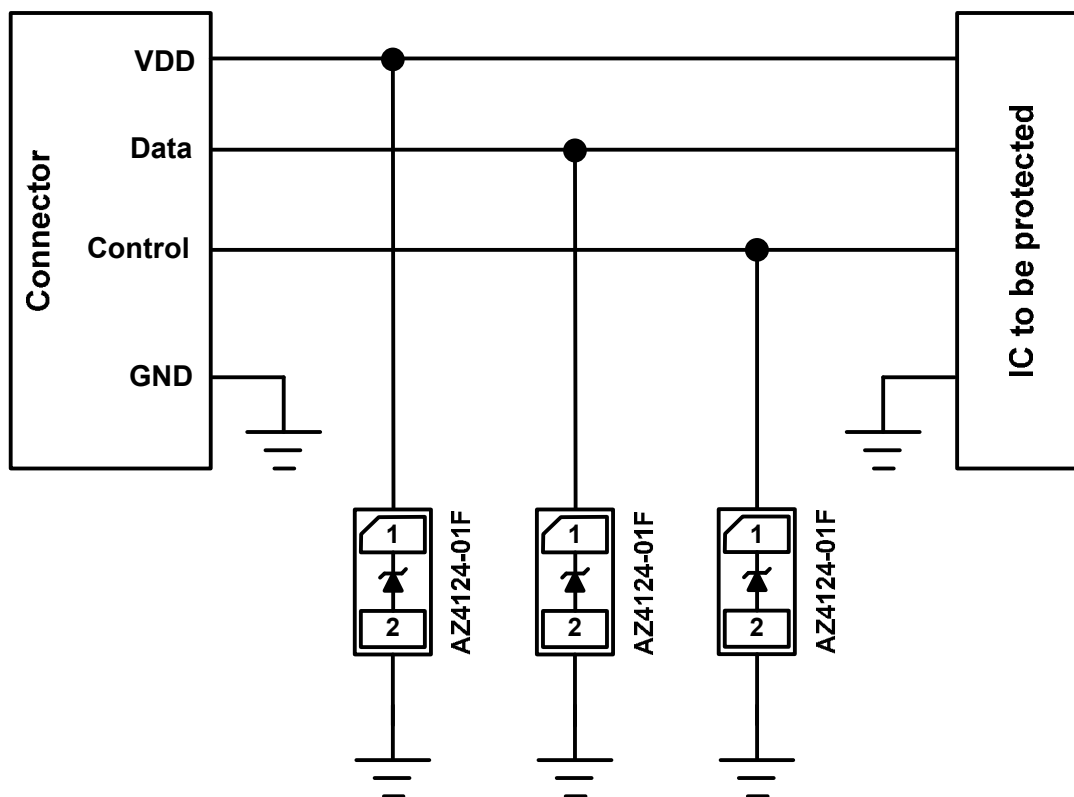 Connector
VDD
Data
Control
GND
IC to be protected
1
2
AZ4124-01F
1
2
AZ4124-01F
1
2
AZ4124-01F